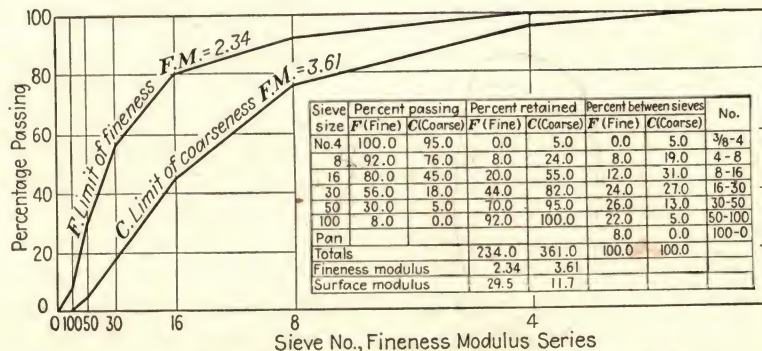 100
80
60
40
20
0
Percentage Passing
F. Limit of fineness F.M.=2.34
C. Limit of coarseness F.M.=3.61
Sieve size Percent passing Percent retained Percent between sieves No.
F (Fine) C(Coarse) F (Fine) C(Coarse) F (Fine) C(Coarse)
No.4 100.0 95.0 0.0 5.0 0.0 5.0 3/8-4
8 92.0 76.0 8.0 24.0 8.0 19.0 4-8
16 80.0 45.0 20.0 55.0 12.0 31.0 8-16
30 56.0 18.0 44.0 82.0 24.0 27.0 16-30
50 30.0 5.0 70.0 95.0 26.0 13.0 30-50
100 8.0 0.0 92.0 100.0 22.0 5.0 50-100
Pan 8.0 0.0 100-0
Totals 234.0 361.0 100.0 100.0
Fineness modulus 2.34 3.61
Surface modulus 29.5 11.7
0 100 50 30 16 8 4
Sieve No., Fineness Modulus Series